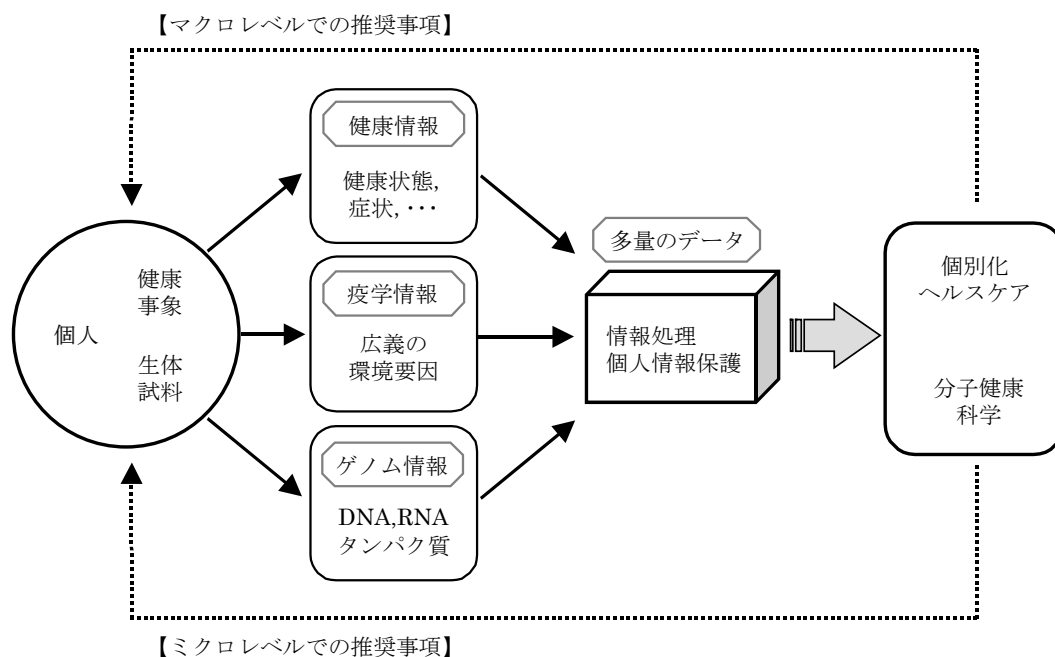 【マクロレベルでの推奨事項】
個人
健康
事象
生体
試料
健康情報
健康状態,
症状, ･･･
疫学情報
広義の
環境要因
ゲノム情報
DNA,RNA
タンパク質
多量のデータ
情報処理
個人情報保護
個別化
ヘルスケア
分子健康
科学
【ミクロレベルでの推奨事項】